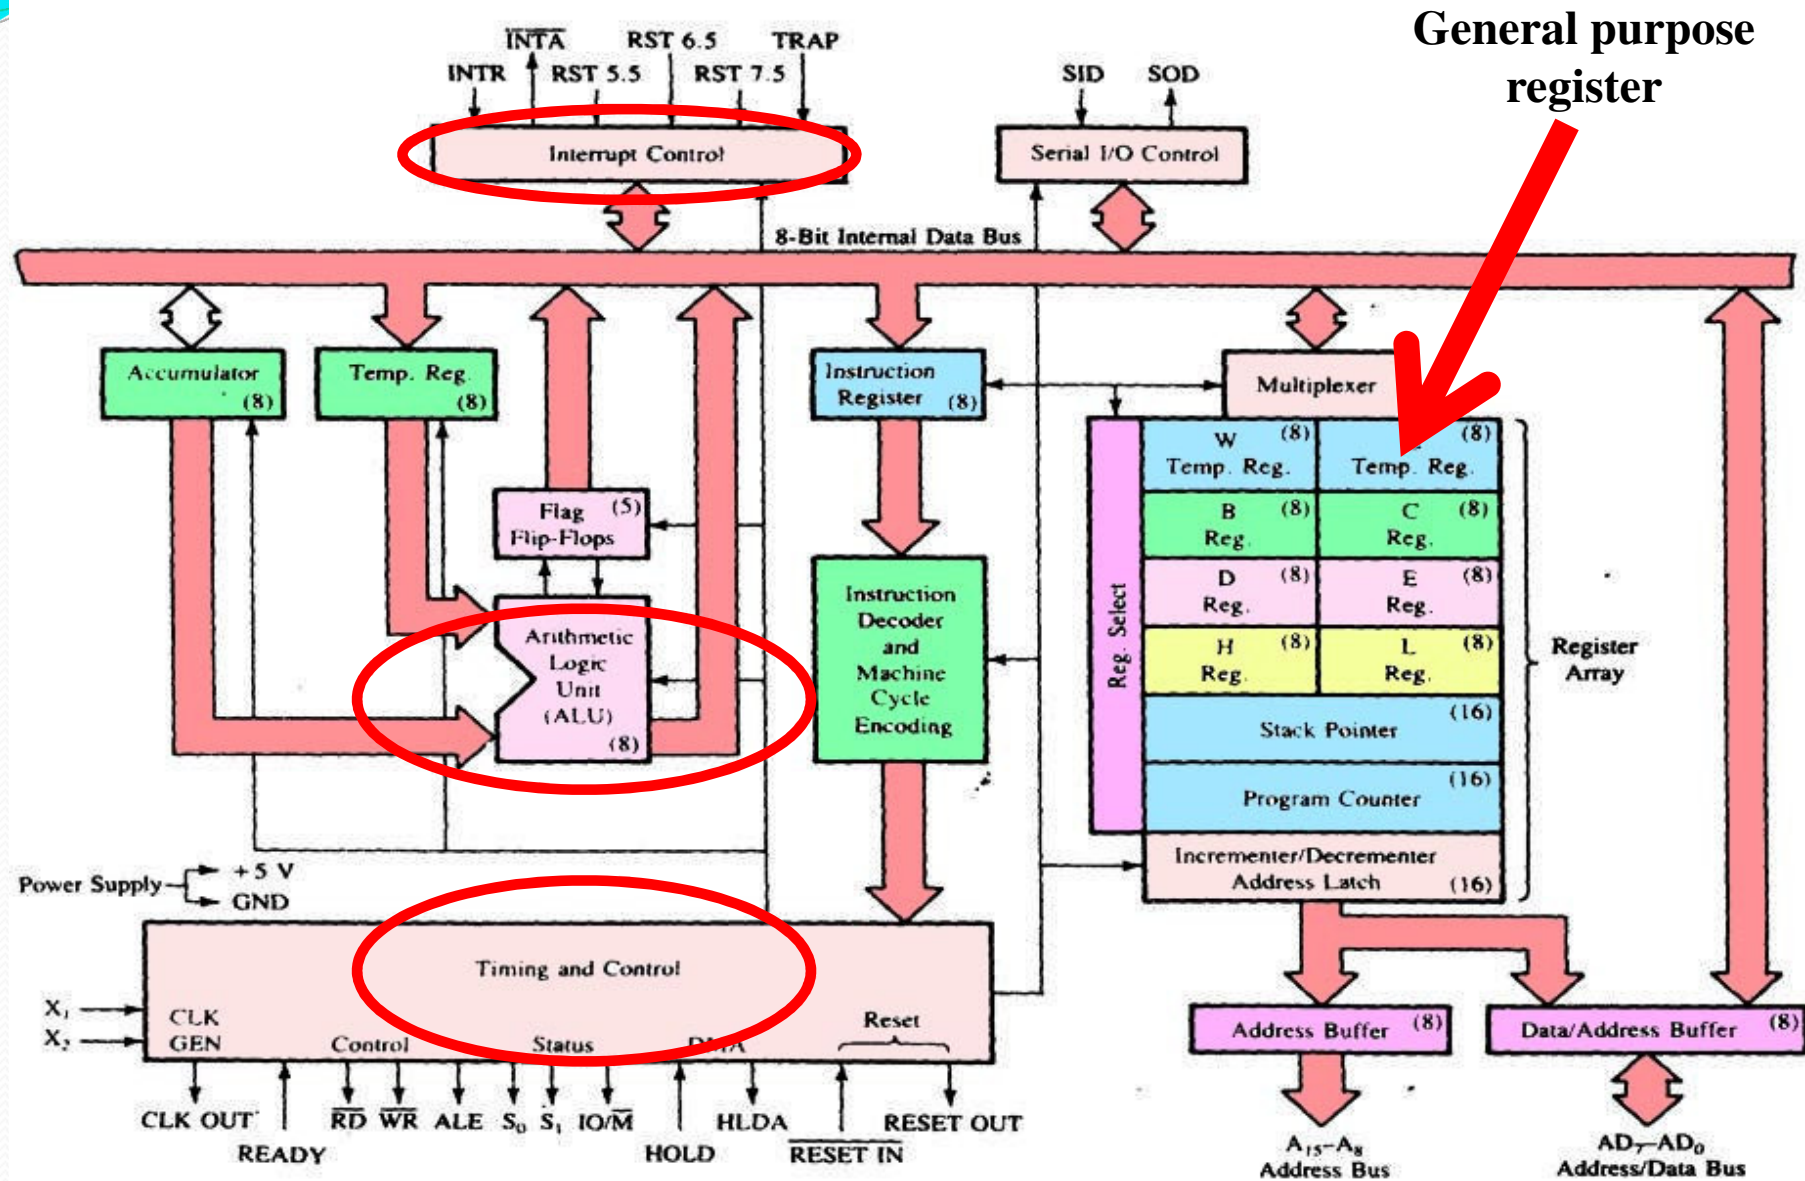 General purpose
register
INTA
RST 6.5
TRAP
INTR
RST 5.5
RST 7.5
SID
SOD
Interrupt Control
Serial I/O Control
8-Bit Internal Data Bus
Accumulator
(8)
Temp. Reg.
(8)
Instruction
Register (8)
Multiplexer
W (8)
Temp. Reg.
(8)
Temp. Reg.
Flag (5)
Flip-Flops
B (8)
Reg.
C (8)
Reg.
D (8)
Reg.
E (8)
Reg.
H (8)
Reg.
L (8)
Reg.
Reg. Select
Register
Array
Arithmetic
Logic
Unit
(ALU)
(8)
Instruction
Decoder
and
Machine
Cycle
Encoding
Stack Pointer (16)
Program Counter (16)
Incrementer/Decrementer
Address Latch (16)
Power Supply
+5 V
GND
Timing and Control
X₁
X₂
CLK
GEN
Control
Status
DMA
Reset
Address Buffer (8)
Data/Address Buffer (8)
CLK OUT
READY
RD
WR
ALE
S₀
S₁
IO/M
HOLD
HLDA
RESET IN
RESET OUT
A₁₅-A₈
Address Bus
AD₇-AD₀
Address/Data Bus